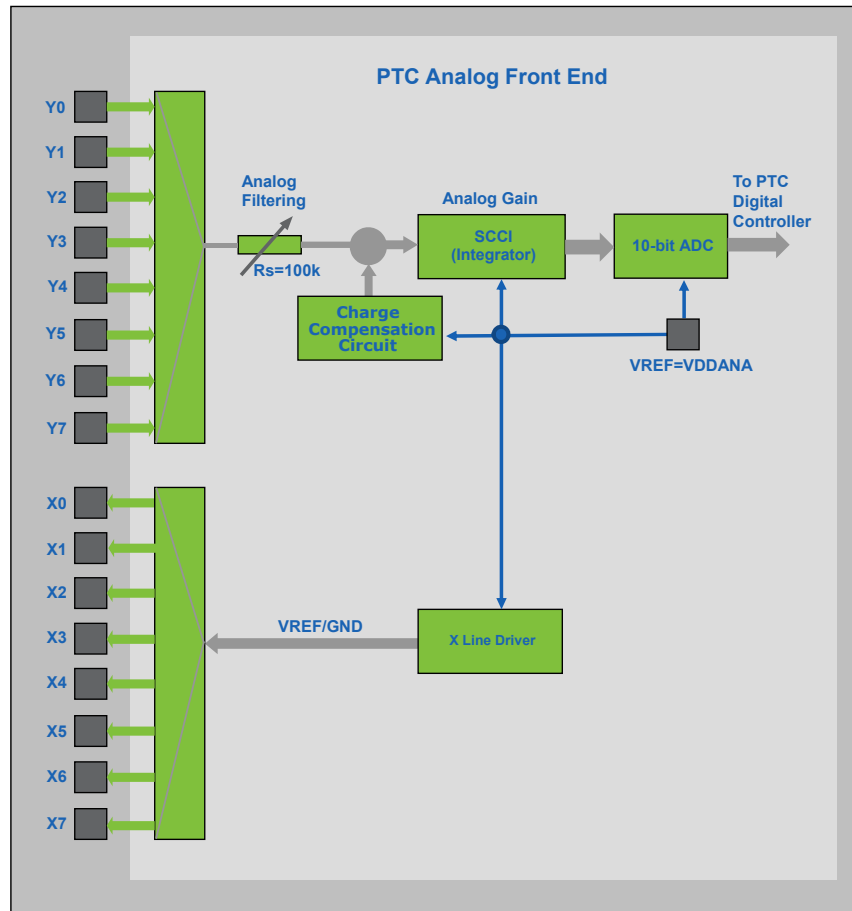 PTC Analog Front End
Y0
Y1
Y2
Y3
Y4
Y5
Y6
Y7
Analog
Filtering
Rs=100k
Analog Gain
SCCI
(Integrator)
10-bit ADC
To PTC
Digital
Controller
Charge
Compensation
Circuit
VREF=VDDANA
X0
X1
X2
X3
X4
X5
X6
X7
VREF/GND
X Line Driver